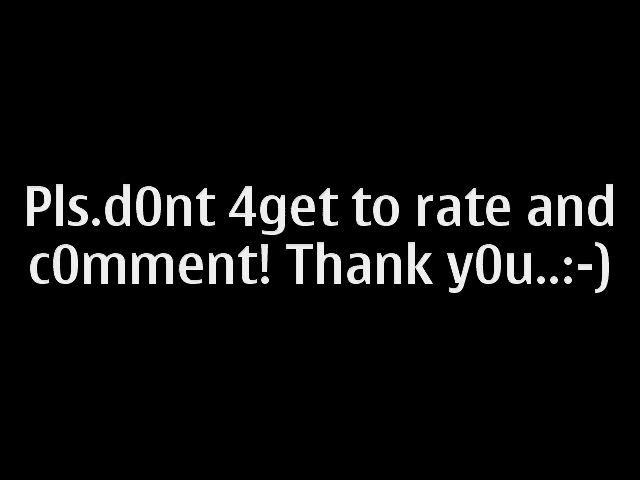 Pls.d0nt 4get to rate and
c0mment! Thank y0u..:-)